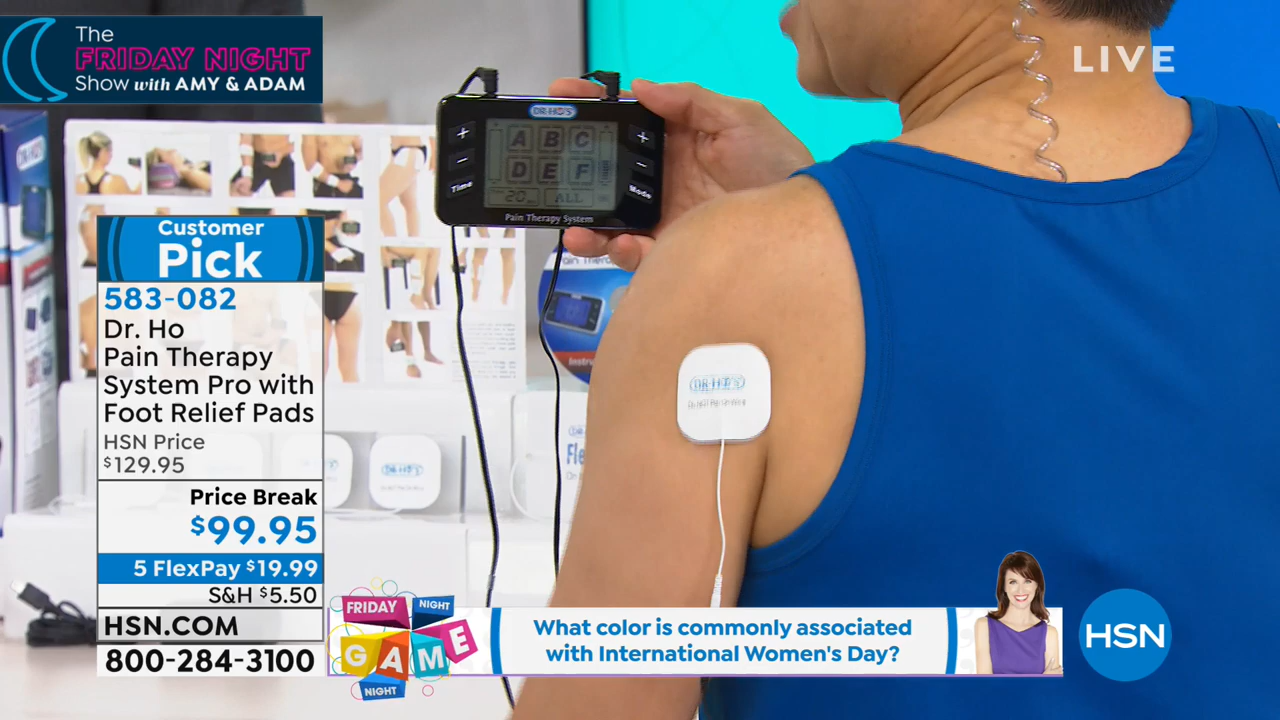 The
FRIDAY NIGHT
Show with AMY & ADAM
LIVE
DR-HO'S
+
+
A B C
-
-
D E F
Time
20
ALL
Mode
Pain Therapy System
Customer
Pick
583-082
Dr. Ho
Pain Therapy
System Pro with
Foot Relief Pads
HSN Price
$129.95
Price Break
$99.95
5 FlexPay $19.99
S&H $5.50
HSN.COM
800-284-3100
DR-HO'S
DR-HO'S
FRIDAY NIGHT
GAME
NIGHT
What color is commonly associated
with International Women's Day?
HSN